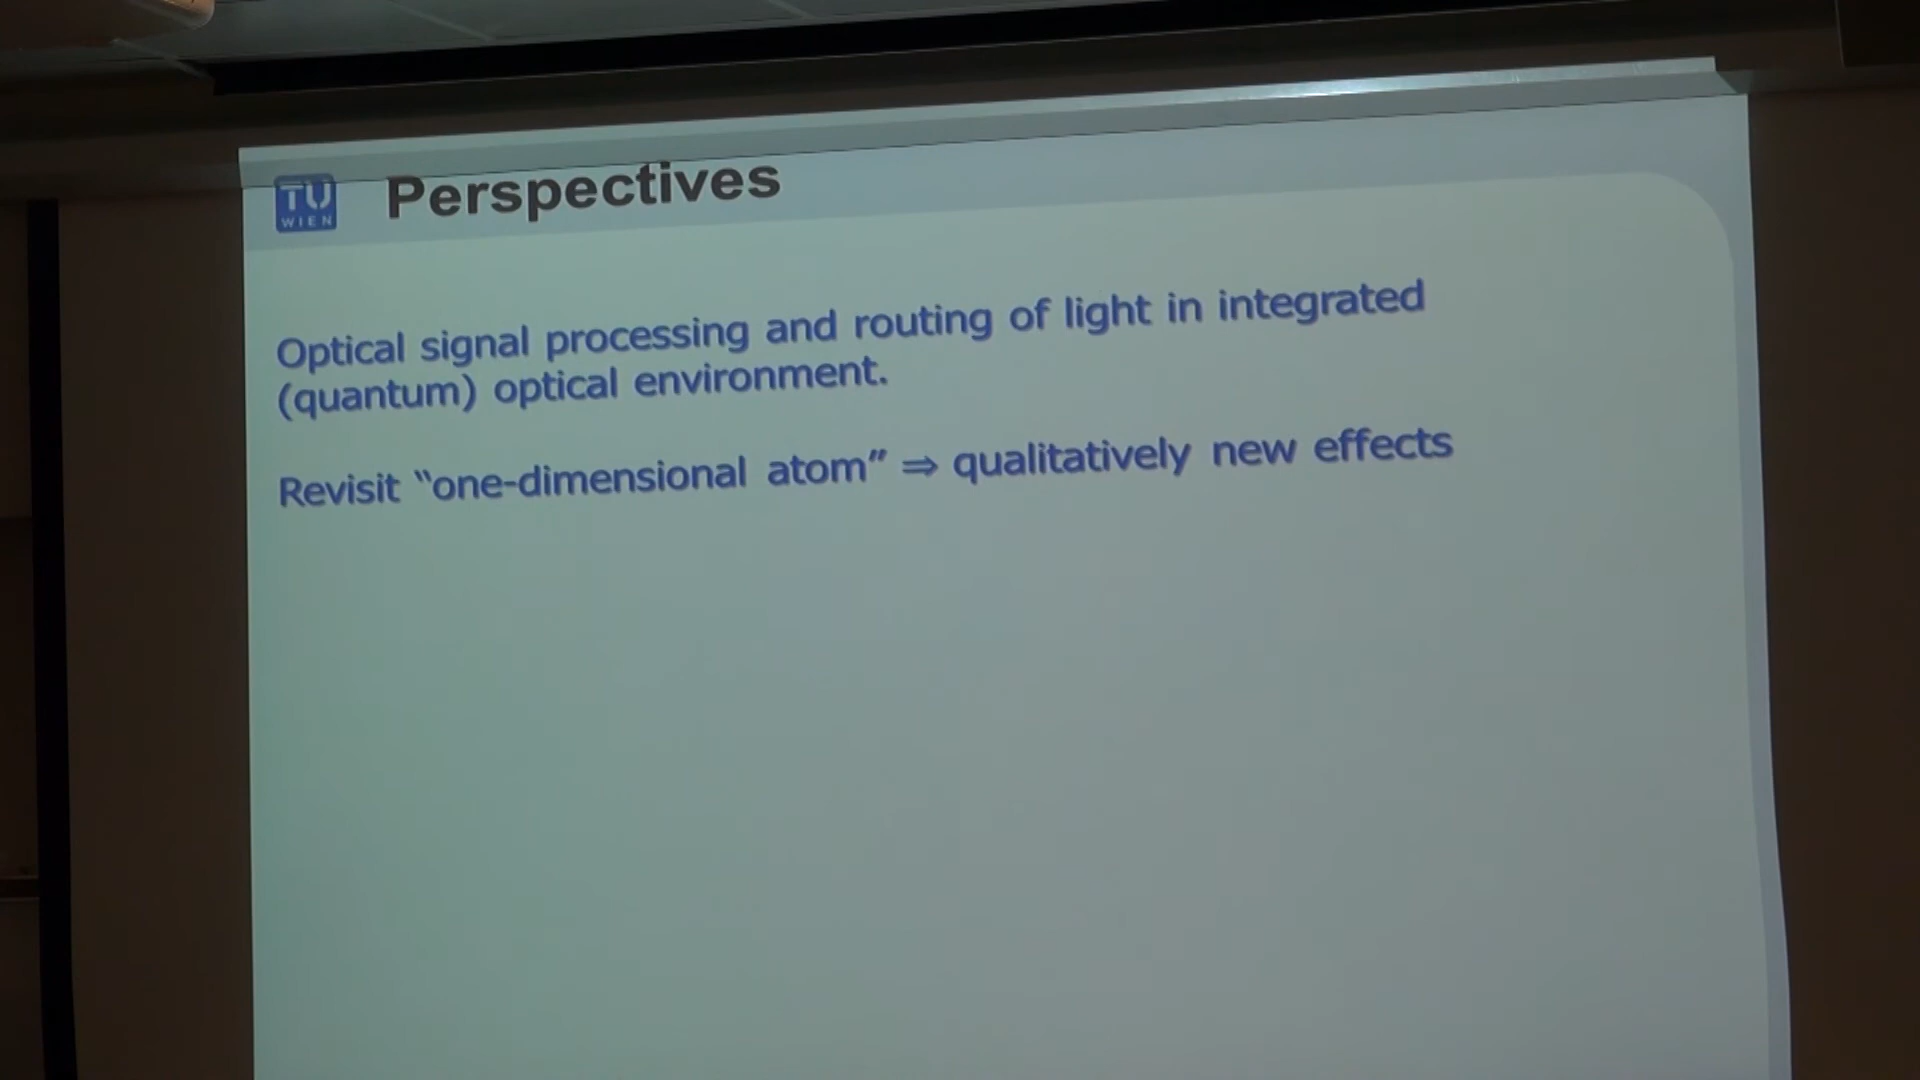 TU
WIEN
Perspectives
Optical signal processing and routing of light in integrated
(quantum) optical environment.
Revisit “one-dimensional atom” ⇒ qualitatively new effects